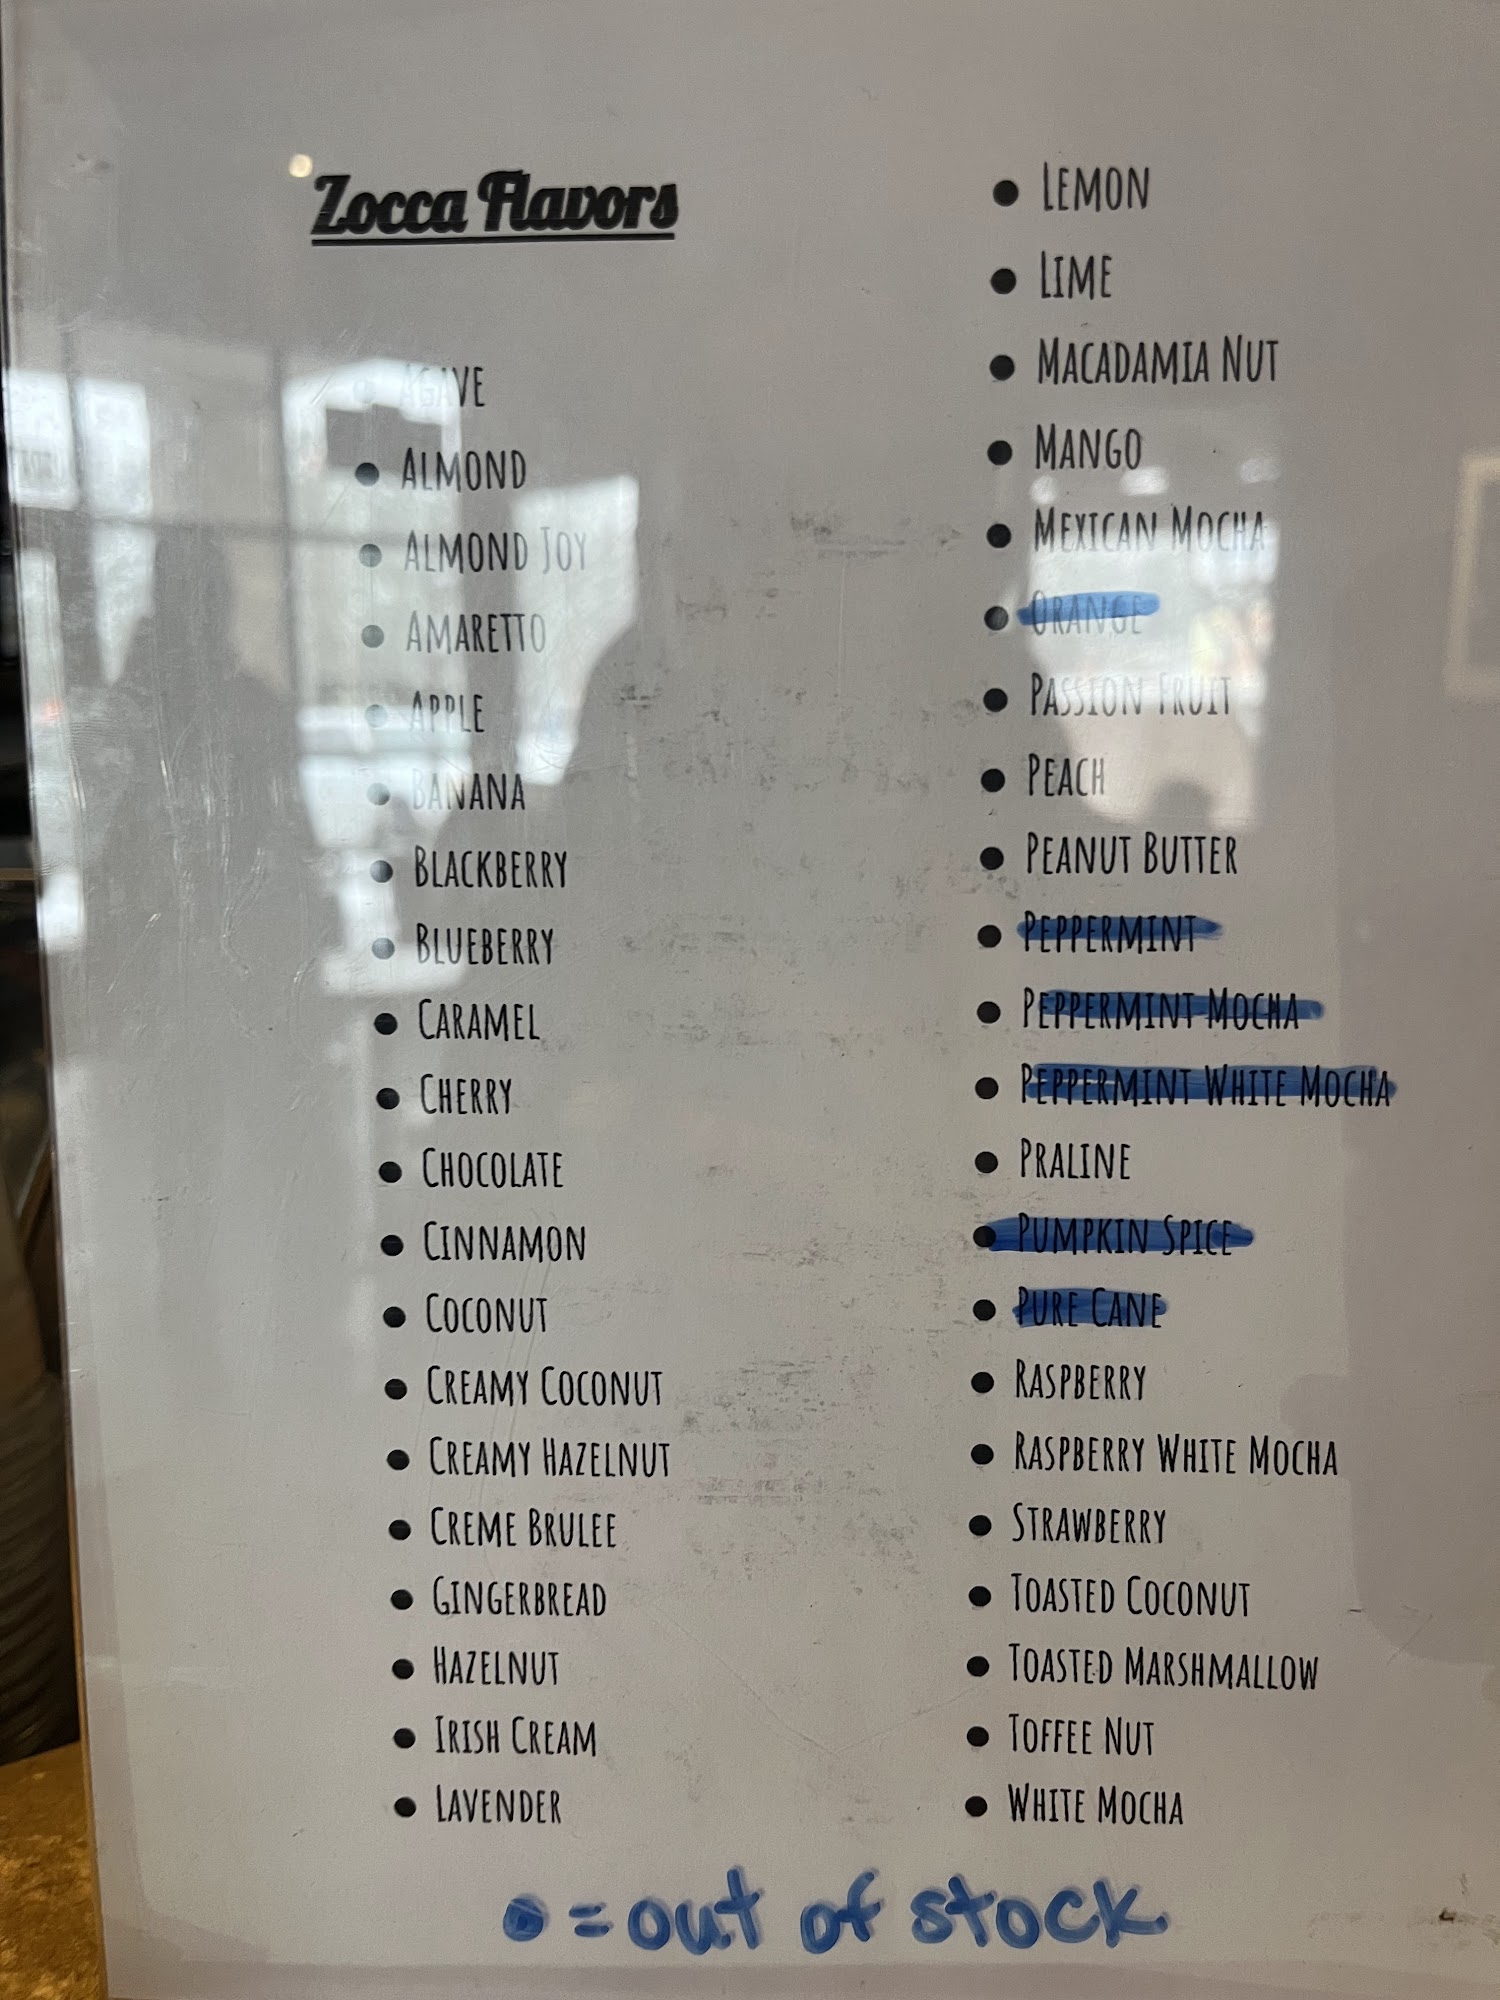 Zocca Flavors
AGAVE
● ALMOND
● ALMOND JOY
● AMARETTO
● APPLE
● BANANA
● BLACKBERRY
● BLUEBERRY
● CARAMEL
● CHERRY
● CHOCOLATE
● CINNAMON
● COCONUT
● CREAMY COCONUT
● CREAMY HAZELNUT
● CREME BRULEE
● GINGERBREAD
● HAZELNUT
● IRISH CREAM
● LAVENDER
● LEMON
● LIME
● MACADAMIA NUT
● MANGO
● MEXICAN MOCHA
● ORANGE
● PASSION FRUIT
● PEACH
● PEANUT BUTTER
● PEPPERMINT
● PEPPERMINT MOCHA
● PEPPERMINT WHITE MOCHA
● PRALINE
● PUMPKIN SPICE
● PURE CANE
● RASPBERRY
● RASPBERRY WHITE MOCHA
● STRAWBERRY
● TOASTED COCONUT
● TOASTED MARSHMALLOW
● TOFFEE NUT
● WHITE MOCHA
● = out of stock